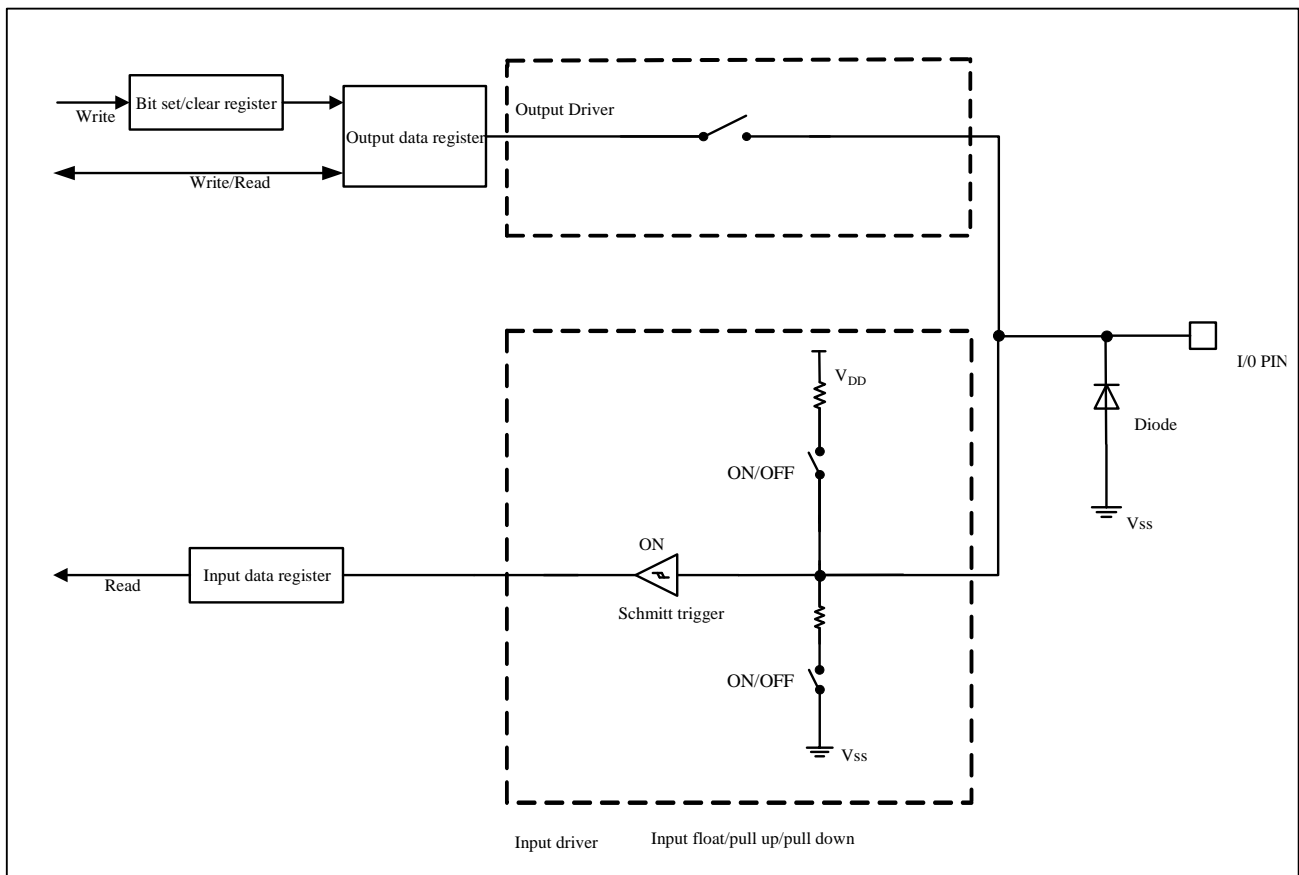 Bit set/clear register
Write
Output data register
Write/Read
Output Driver
I/0 PIN
Diode
Vss
VDD
ON/OFF
ON
Schmitt trigger
Input data register
Read
ON/OFF
Vss
Input driver
Input float/pull up/pull down